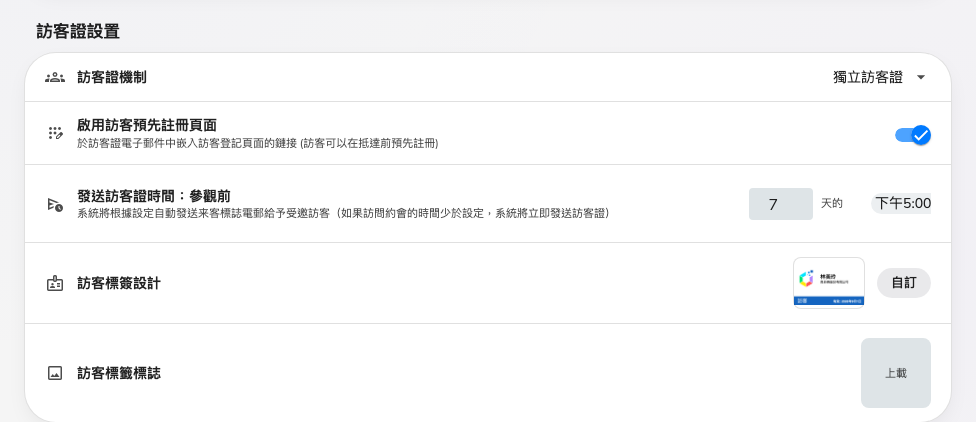 訪客證設置
訪客證機制
獨立訪客證
啟用訪客預先註冊頁面
於訪客證電子郵件中嵌入訪客登記頁面的鏈接 (訪客可以在抵達前預先註冊)
發送訪客證時間：參觀前
系統將根據設定自動發送来客標誌電郵給予受邀訪客（如果訪問約會的時間少於設定，系統將立即發送訪客證）
7
天的
下午5:00
訪客標簽設計
自訂
訪客標籤標誌
上載